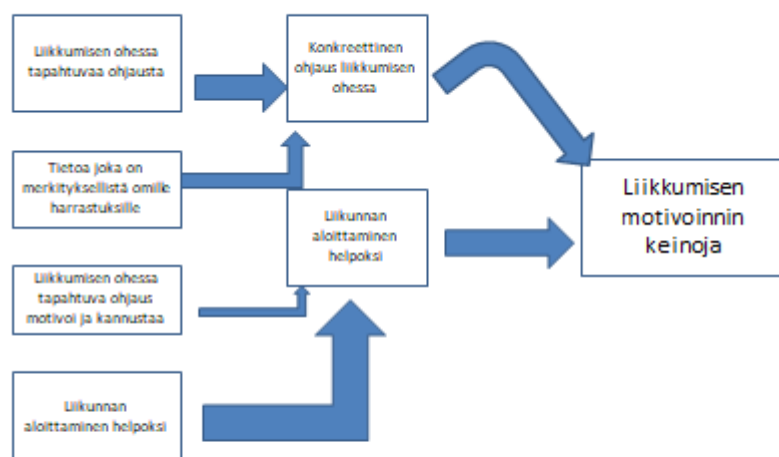 Liikkumisen ohessa
tapahtuvaa ohjausta
Konkreettinen
ohjaus liikkumisen
ohessa
Tietoa joka on
merkityksellistä omille
harrastuksille
Liikunnan
aloittaminen
helpoksi
Liikkumisen
motivoinnin
keinoja
Liikkumisen ohessa
tapahtuva ohjaus
motivoi ja kannustaa
Liikunnan
aloittaminen helpoksi